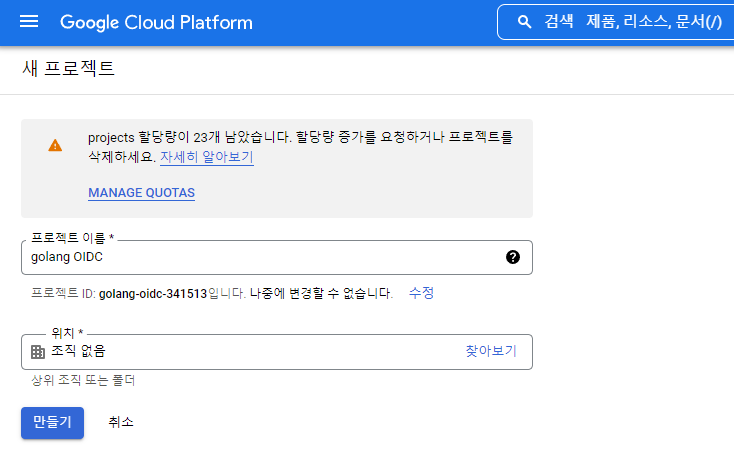 Google Cloud Platform
검색 제품, 리소스, 문서(/)
새 프로젝트
projects 할당량이 23개 남았습니다. 할당량 증가를 요청하거나 프로젝트를
삭제하세요. 자세히 알아보기
MANAGE QUOTAS
프로젝트 이름 *
golang OIDC
프로젝트 ID: golang-oidc-341513입니다. 나중에 변경할 수 없습니다. 수정
위치 *
조직 없음 찾아보기
상위 조직 또는 폴더
만들기 취소